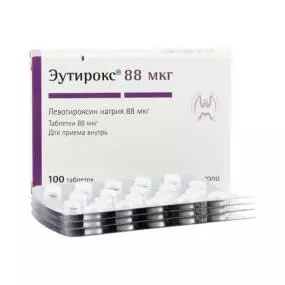 Эутирокс® 88 мкг
Левотироксин натрия 88 мкг
Таблетки 88 мкг
Для приема внутрь
100 таблеток